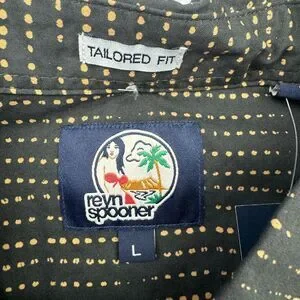 TAILORED FIT
reyn
spooner
L